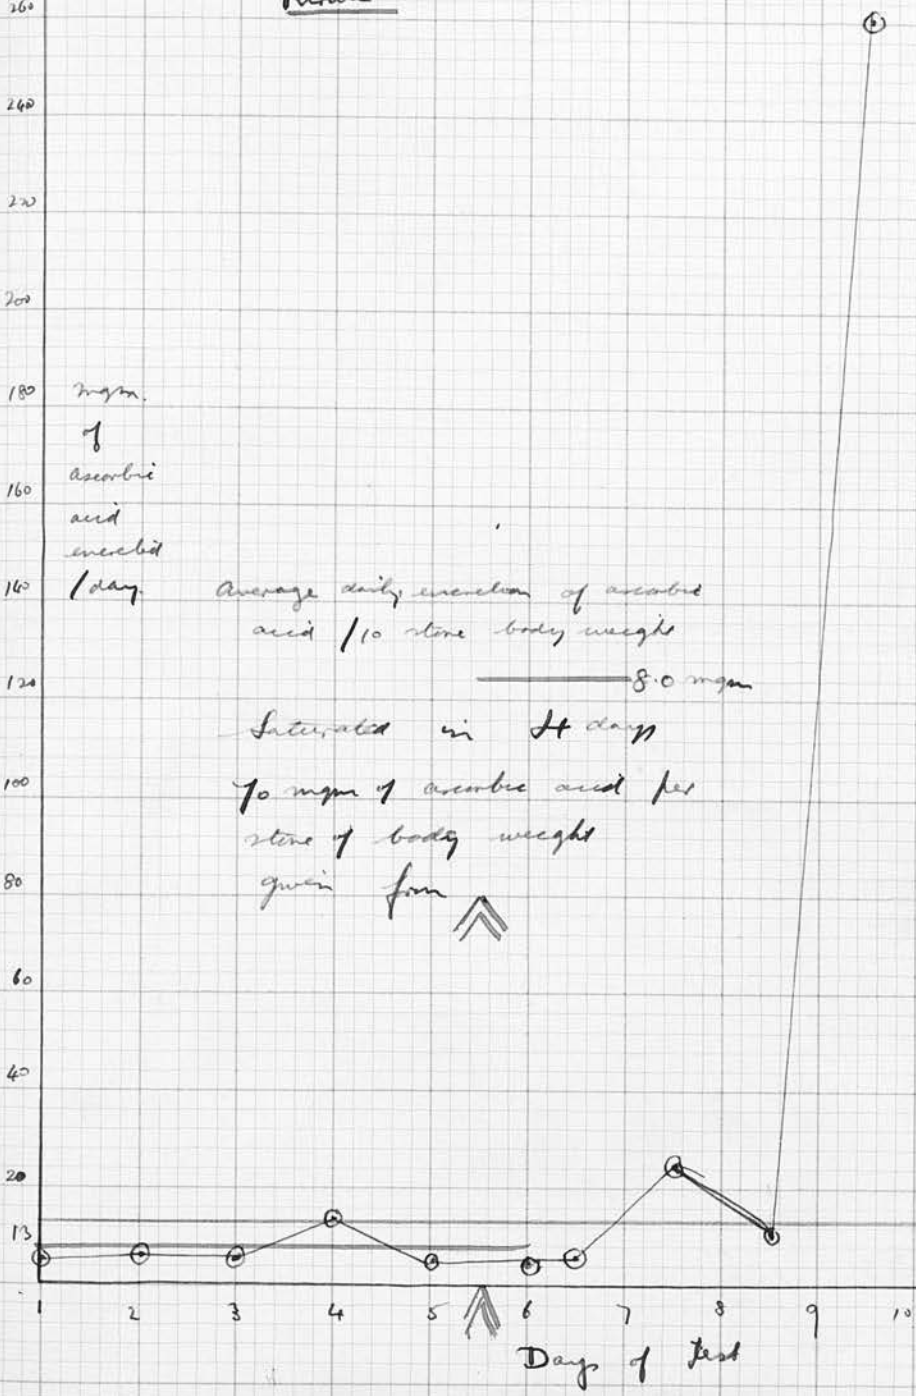 260
240
220
200
180
mgm.
of
ascorbic
160
acid
excreted
140
/day.
Average daily excretion of ascorbic
acid /10 stone body weight
120
8.0 mgm
Saturated in 4 days
100
70 mgm of ascorbic acid per
stone of body weight
80
given from
60
40
20
13
1 2 3 4 5 6 7 8 9 10
Days of Test